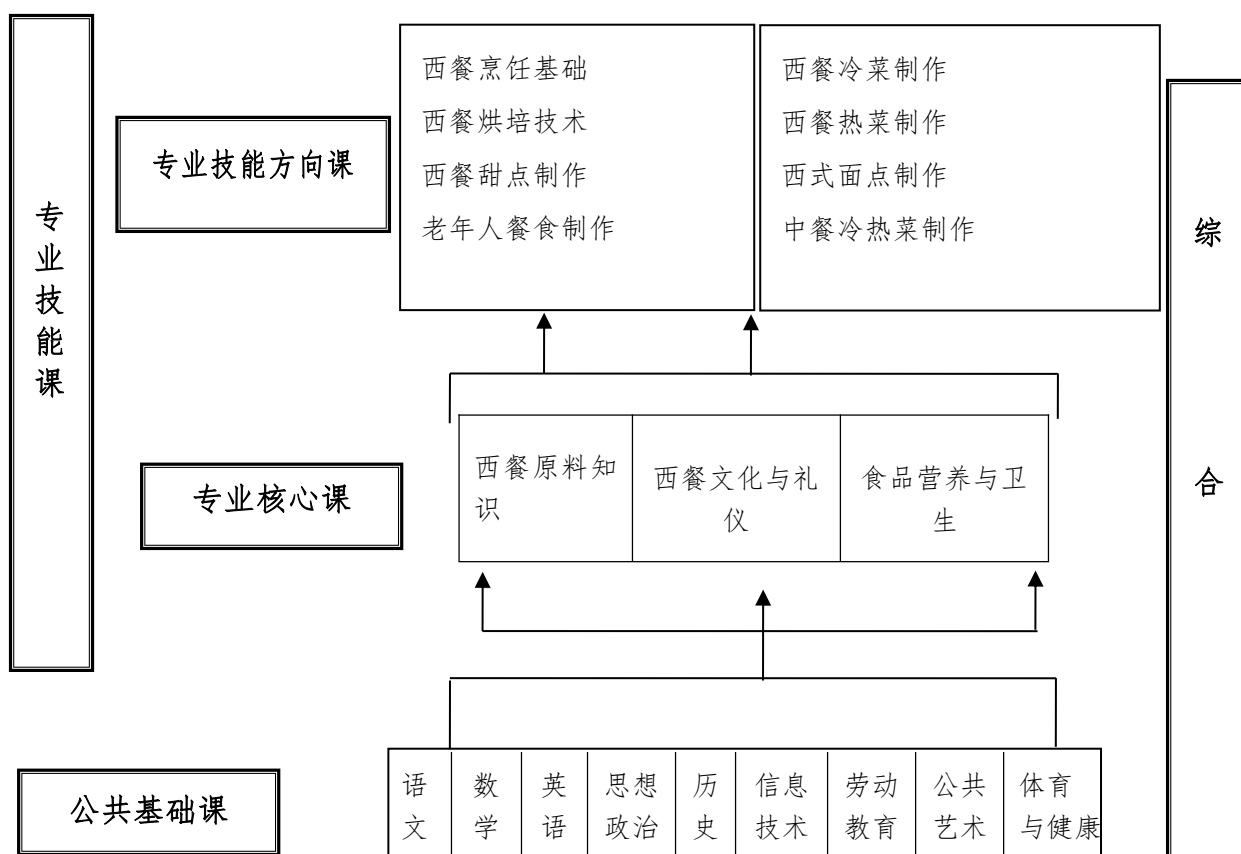 西餐烹饪基础
西餐烘培技术
西餐甜点制作
老年人餐食制作
西餐冷菜制作
西餐热菜制作
西式面点制作
中餐冷热菜制作
专业技能方向课
专
业
技
能
课
综
合
专业核心课
西餐原料知
识
西餐文化与礼
仪
食品营养与卫
生
公共基础课
语
文
数
学
英
语
思想
政治
历
史
信息
技术
劳动
教育
公共
艺术
体育
与健康